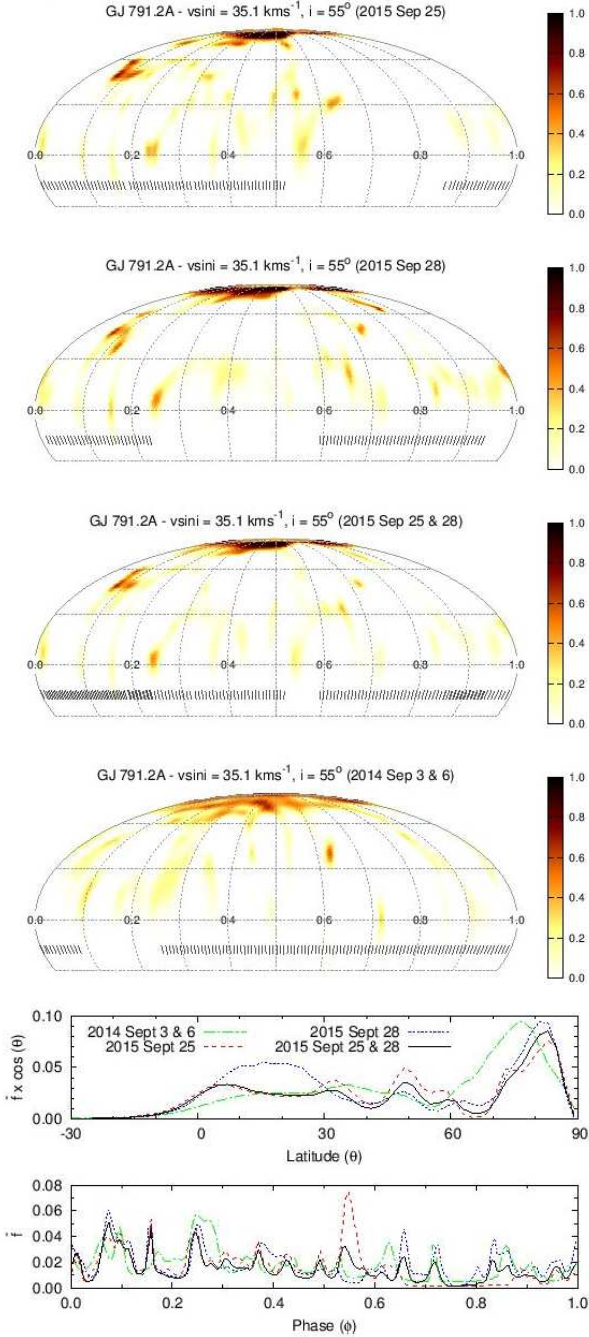 GJ 791.2A - vsini = 35.1 kms⁻¹, i = 55° (2015 Sep 25)
1.0
0.8
0.6
0.4
0.2
0.0
0.0 0.2 0.4 0.6 0.8 1.0
GJ 791.2A - vsini = 35.1 kms⁻¹, i = 55° (2015 Sep 28)
1.0
0.8
0.6
0.4
0.2
0.0
0.0 0.2 0.4 0.6 0.8 1.0
GJ 791.2A - vsini = 35.1 kms⁻¹, i = 55° (2015 Sep 25 & 28)
1.0
0.8
0.6
0.4
0.2
0.0
0.0 0.2 0.4 0.6 0.8 1.0
GJ 791.2A - vsini = 35.1 kms⁻¹, i = 55° (2014 Sep 3 & 6)
1.0
0.8
0.6
0.4
0.2
0.0
0.0 0.2 0.4 0.6 0.8 1.0
f̄ x cos (θ)
0.10
0.05
0.00
2014 Sept 3 & 6
2015 Sept 28
2015 Sept 25
2015 Sept 25 & 28
-30 0 30 60 90
Latitude (θ)
f̄
0.08
0.06
0.04
0.02
0.00
0.0 0.2 0.4 0.6 0.8 1.0
Phase (ϕ)